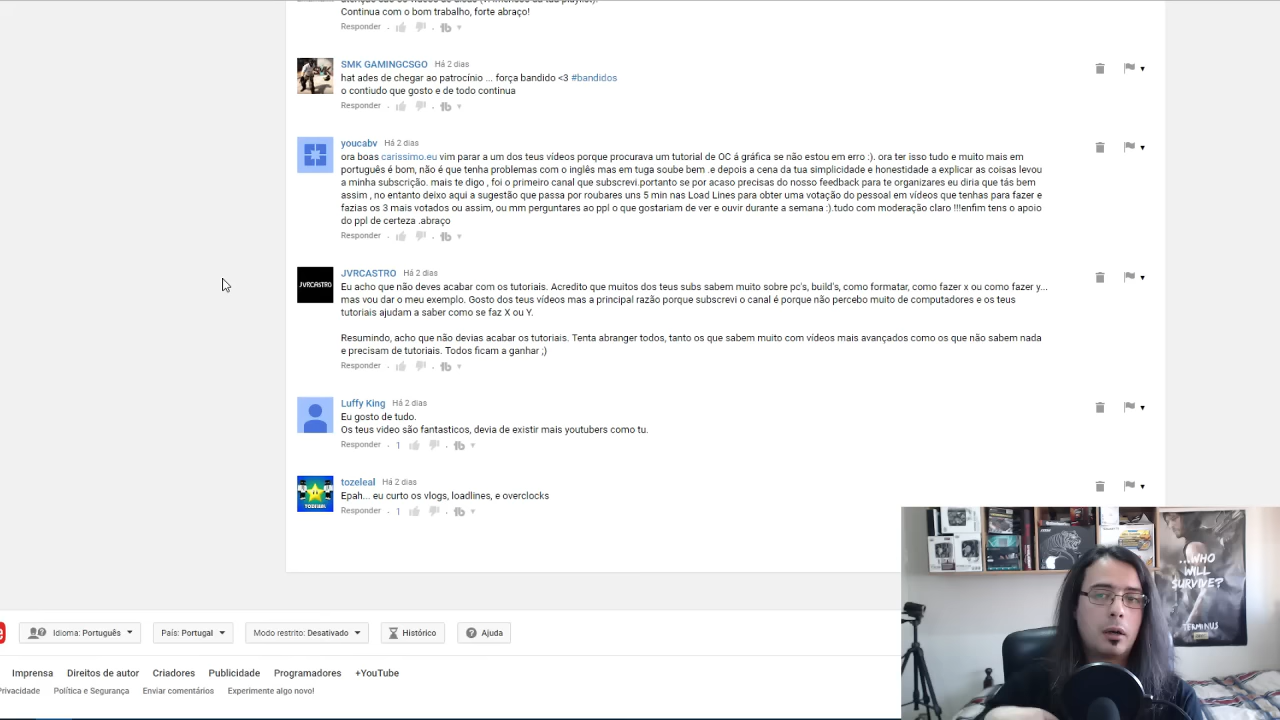 Continua com o bom trabalho, forte abraço!
Responder
SMK GAMINGCSGO Há 2 dias
hat ades de chegar ao patrocínio ... força bandido <3 #bandidos
o contiudo que gosto e de todo continua
Responder
youcabv Há 2 dias
ora boas carissimo.eu vim parar a um dos teus vídeos porque procurava um tutorial de OC á gráfica se não estou em erro :). ora ter isso tudo e muito mais em
português é bom, não é que tenha problemas com o inglês mas em tuga soube bem .e depois a cena da tua simplicidade e honestidade a explicar as coisas levou
a minha subscrição. mais te digo , foi o primeiro canal que subscrevi.portanto se por acaso precisas do nosso feedback para te organizares eu diria que tás bem
assim , no entanto deixo aqui a sugestão que passa por roubares uns 5 min nas Load Lines para obter uma votação do pessoal em vídeos que tenhas para fazer e
fazias os 3 mais votados ou assim, ou mm perguntares ao ppl o que gostariam de ver e ouvir durante a semana :).tudo com moderação claro !!!enfim tens o apoio
do ppl de certeza .abraço
Responder
JVRCASTRO
JVRCASTRO Há 2 dias
Eu acho que não deves acabar com os tutoriais. Acredito que muitos dos teus subs sabem muito sobre pc's, build's, como formatar, como fazer x ou como fazer y...
mas vou dar o meu exemplo. Gosto dos teus vídeos mas a principal razão porque subscrevi o canal é porque não percebo muito de computadores e os teus
tutoriais ajudam a saber como se faz X ou Y.
Resumindo, acho que não devias acabar os tutoriais. Tenta abranger todos, tanto os que sabem muito com vídeos mais avançados como os que não sabem nada
e precisam de tutoriais. Todos ficam a ganhar ;)
Responder
Luffy King Há 2 dias
Eu gosto de tudo.
Os teus video são fantasticos, devia de existir mais youtubers como tu.
Responder 1
tozeleal Há 2 dias
Epah... eu curto os vlogs, loadlines, e overclocks
TOZELEAL
Responder 1
...WHO
WILL
SURVIVE?
TERMINUS
Idioma: Português
País: Portugal
Modo restrito: Desativado
Histórico
Ajuda
Imprensa Direitos de autor Criadores Publicidade Programadores +YouTube
Privacidade Política e Segurança Enviar comentários Experimente algo novo!